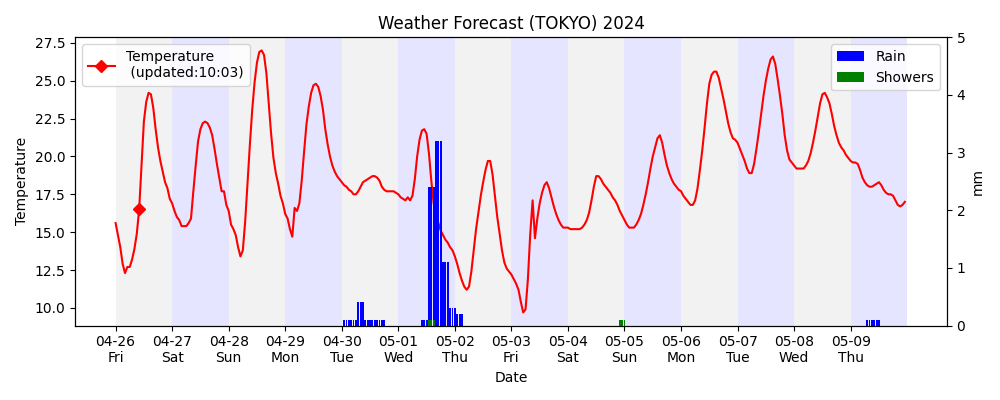 Weather Forecast (TOKYO) 2024
Temperature
(updated:10:03)
Rain
Showers
Temperature
27.5
25.0
22.5
20.0
17.5
15.0
12.5
10.0
5
4
3
2
1
0
mm
04-26
Fri
04-27
Sat
04-28
Sun
04-29
Mon
04-30
Tue
05-01
Wed
05-02
Thu
05-03
Fri
05-04
Sat
05-05
Sun
05-06
Mon
05-07
Tue
05-08
Wed
05-09
Thu
Date